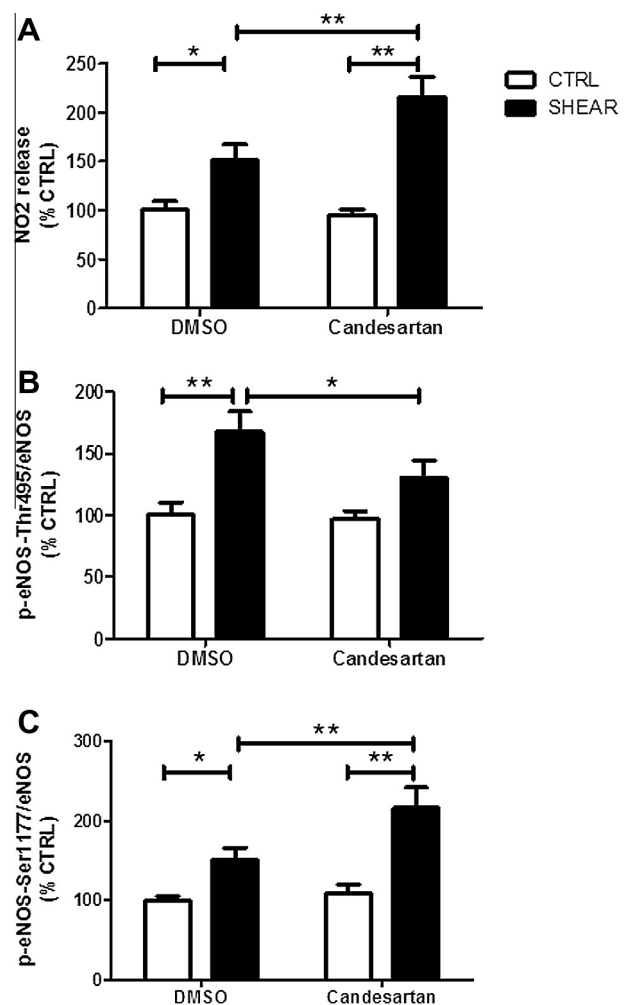 A
**
*
**
CTRL
SHEAR
NO2 release
(% CTRL)
250
200
150
100
50
0
DMSO
Candesartan
B
**
*
p-eNOS-Thr495/eNOS
(% CTRL)
200
150
100
50
0
DMSO
Candesartan
C
**
*
**
p-eNOS-Ser1177/eNOS
(% CTRL)
300
200
100
0
DMSO
Candesartan